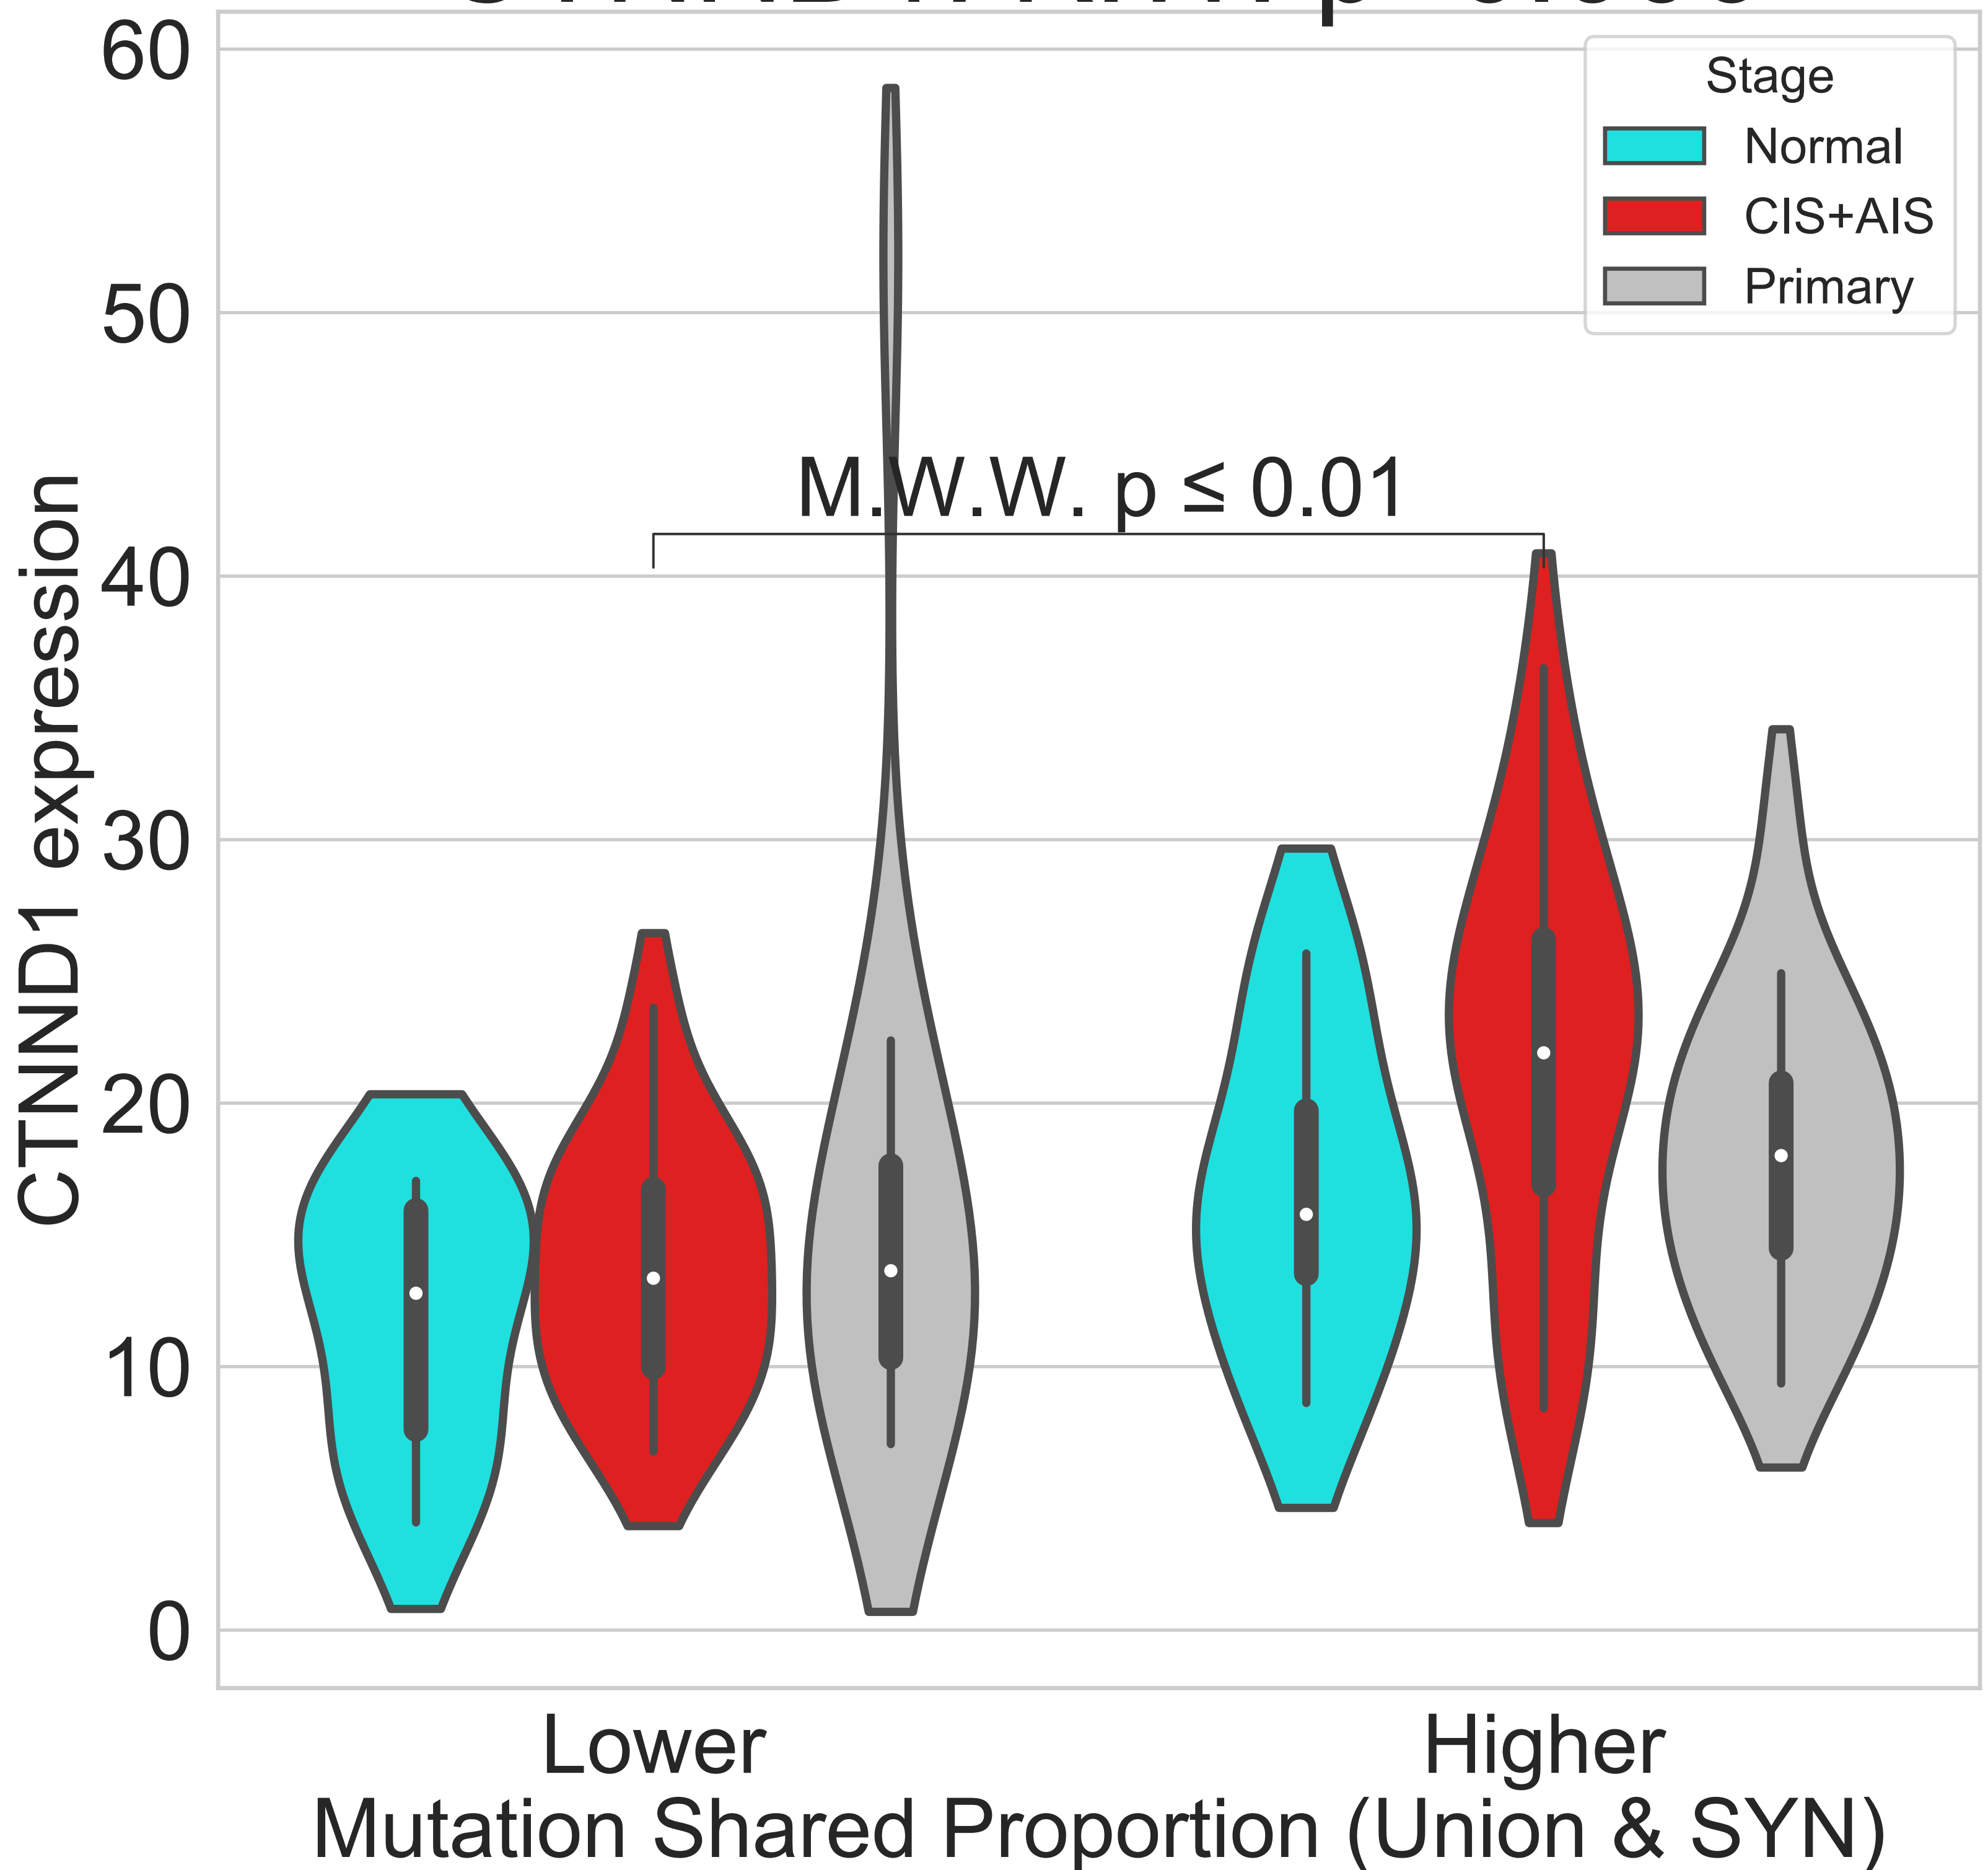 60
50
40
30
20
10
0
CTNND1 expression
Stage
Normal
CIS+AIS
Primary
M.W.W. p ≤ 0.01
Lower
Higher
Mutation Shared Proportion (Union & SYN)